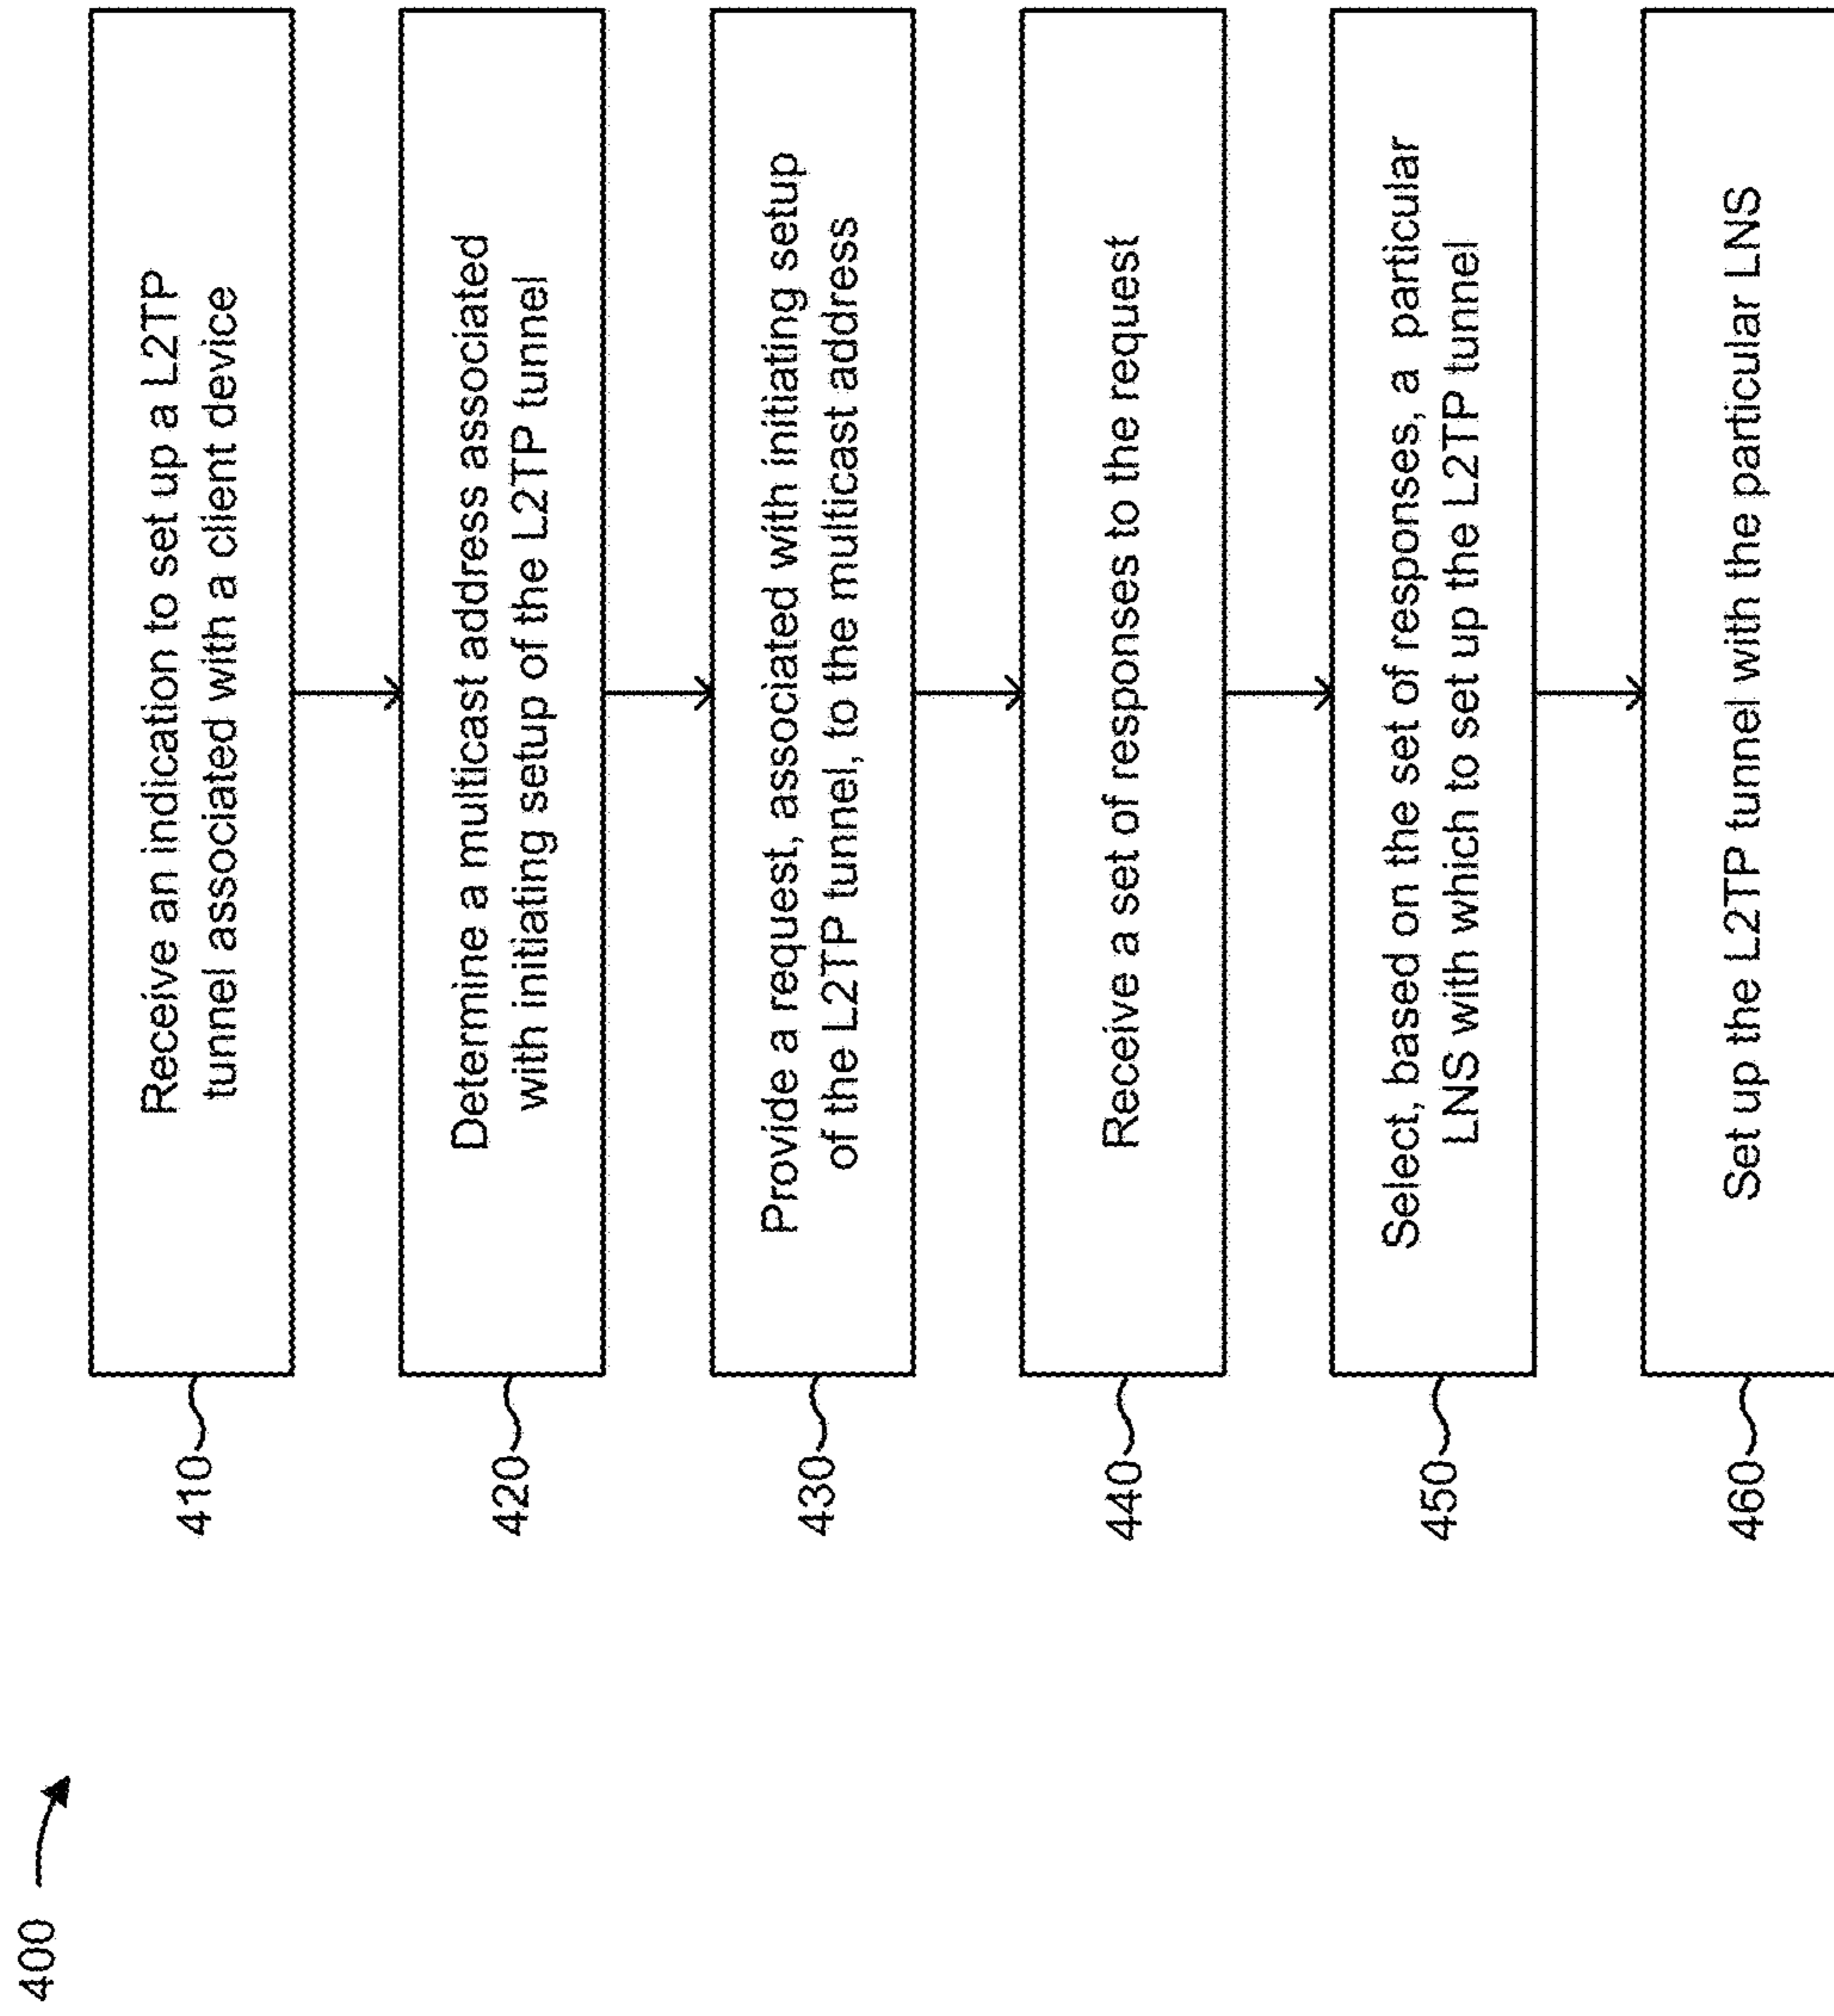 400
410
Receive an indication to set up a L2TP
tunnel associated with a client device
420
Determine a multicast address associated
with initiating setup of the L2TP tunnel
430
Provide a request, associated with initiating setup
of the L2TP tunnel, to the multicast address
440
Receive a set of responses to the request
450
Select, based on the set of responses, a particular
LNS with which to set up the L2TP tunnel
460
Set up the L2TP tunnel with the particular LNS